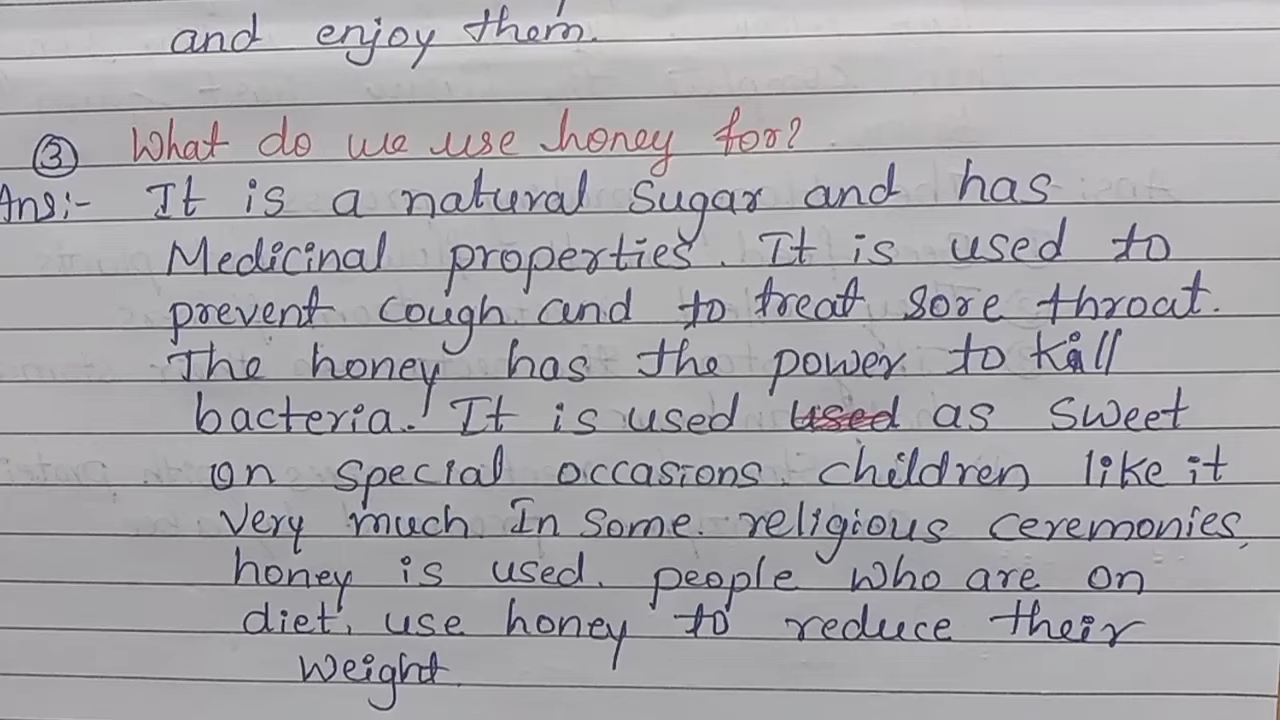 and enjoy them.
③ What do we use honey for?
Ans:- It is a natural Sugar and has
Medicinal properties. It is used to
prevent cough and to treat sore throat.
The honey has the power to kill
bacteria. It is used used as sweet
on special occasions. children like it
very much. In some religious ceremonies,
honey is used. people who are on
diet, use honey to reduce their
weight.